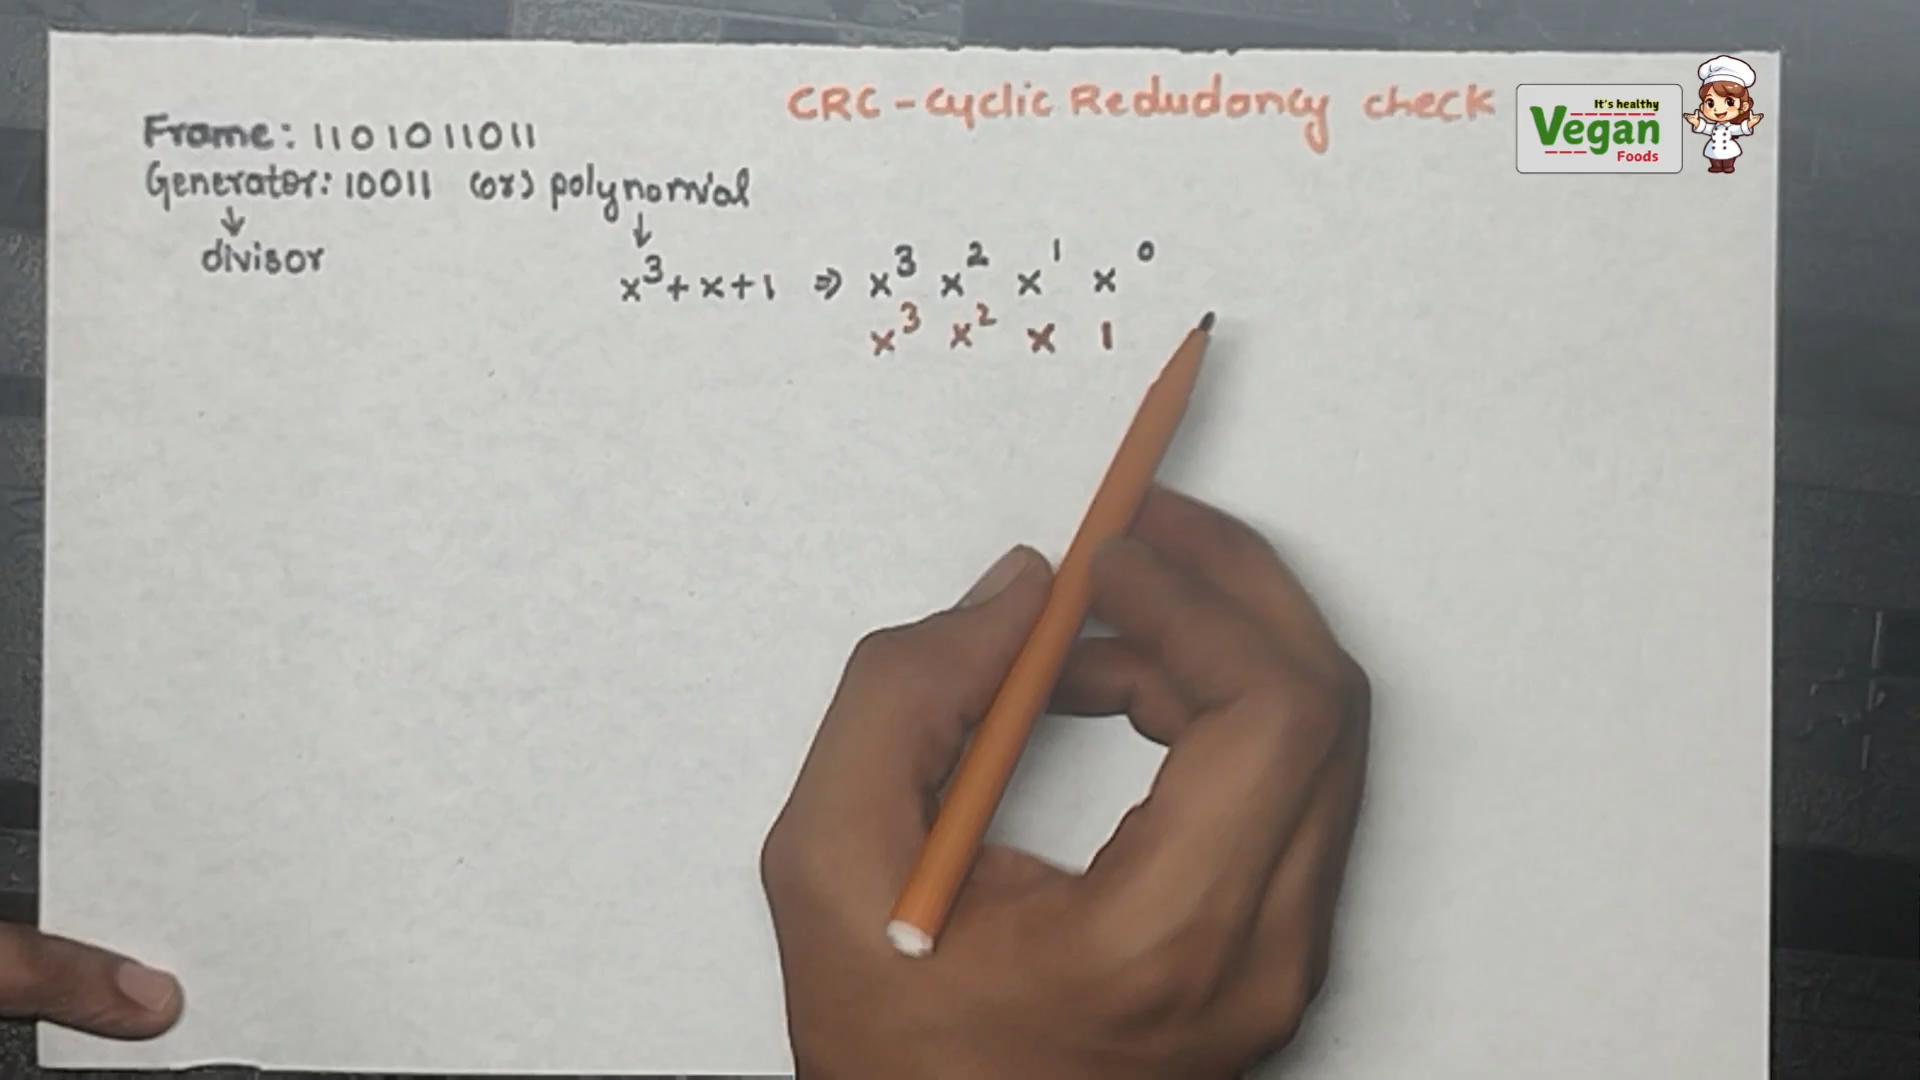 CRC - Cyclic Redudancy check
It's healthy
Vegan
Foods
Frame: 1101011011
Generator: 10011 (or) polynomial
↓ ↓
divisor
x³ + x + 1 ⇒ x³ x² x¹ x⁰
x³ x² x 1